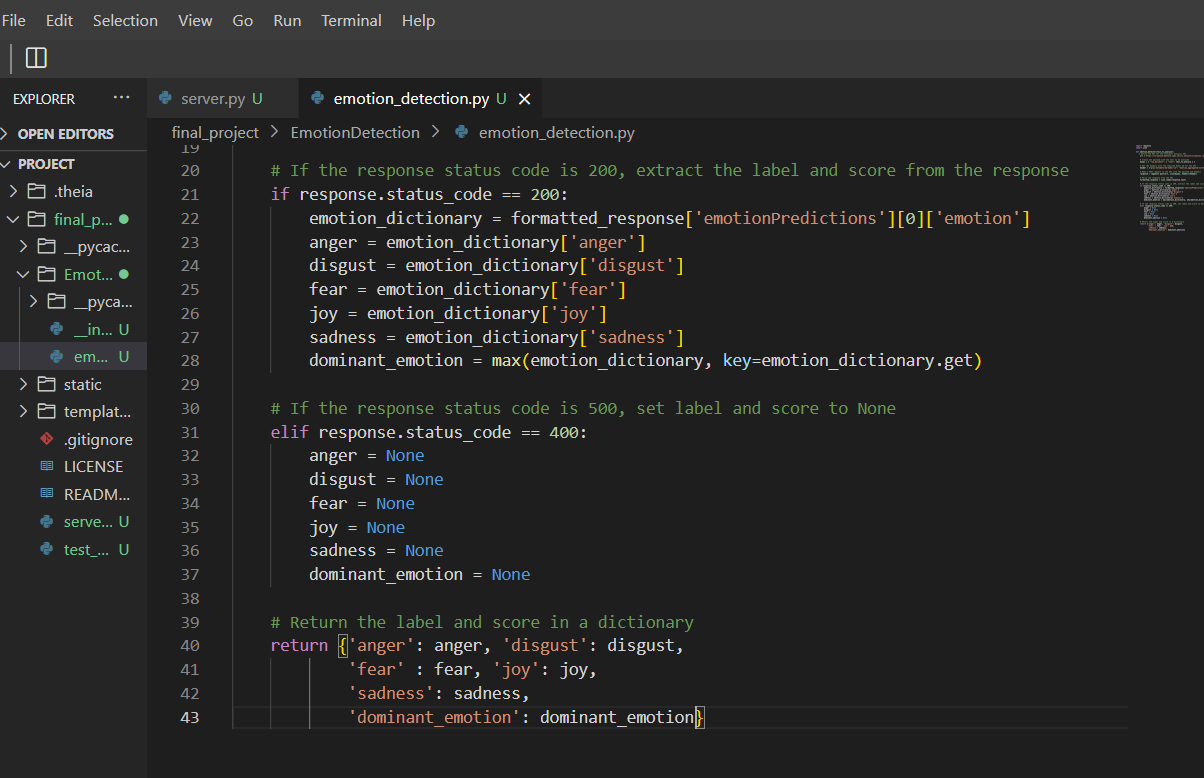 File Edit Selection View Go Run Terminal Help
EXPLORER ··· server.py U emotion_detection.py U
OPEN EDITORS
PROJECT
.theia
final_p...
__pycac...
Emot...
__pyca...
__in... U
em... U
static
templat...
.gitignore
LICENSE
READM...
serve... U
test_... U
final_project > EmotionDetection > emotion_detection.py
19
20 # If the response status code is 200, extract the label and score from the response
21 if response.status_code == 200:
22 emotion_dictionary = formatted_response['emotionPredictions'][0]['emotion']
23 anger = emotion_dictionary['anger']
24 disgust = emotion_dictionary['disgust']
25 fear = emotion_dictionary['fear']
26 joy = emotion_dictionary['joy']
27 sadness = emotion_dictionary['sadness']
28 dominant_emotion = max(emotion_dictionary, key=emotion_dictionary.get)
29
30 # If the response status code is 500, set label and score to None
31 elif response.status_code == 400:
32 anger = None
33 disgust = None
34 fear = None
35 joy = None
36 sadness = None
37 dominant_emotion = None
38
39 # Return the label and score in a dictionary
40 return {'anger': anger, 'disgust': disgust,
41 'fear' : fear, 'joy': joy,
42 'sadness': sadness,
43 'dominant_emotion': dominant_emotion}